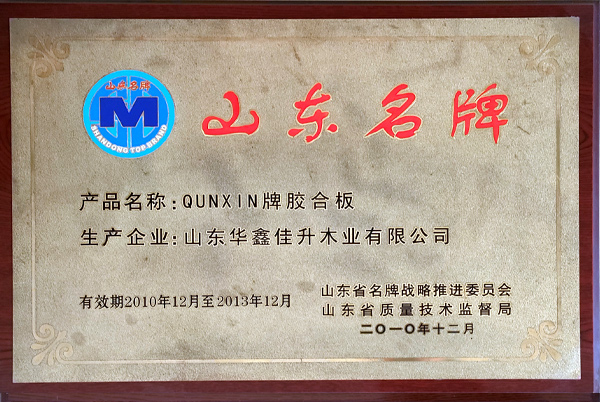 山东名牌
M
SHANDONG TOP BRAND
山东名牌
产品名称：QUNXIN牌胶合板
生产企业：山东华鑫佳升木业有限公司
有效期2010年12月至2013年12月
山东省名牌战略推进委员会
山东省质量技术监督局
二〇一〇年十二月